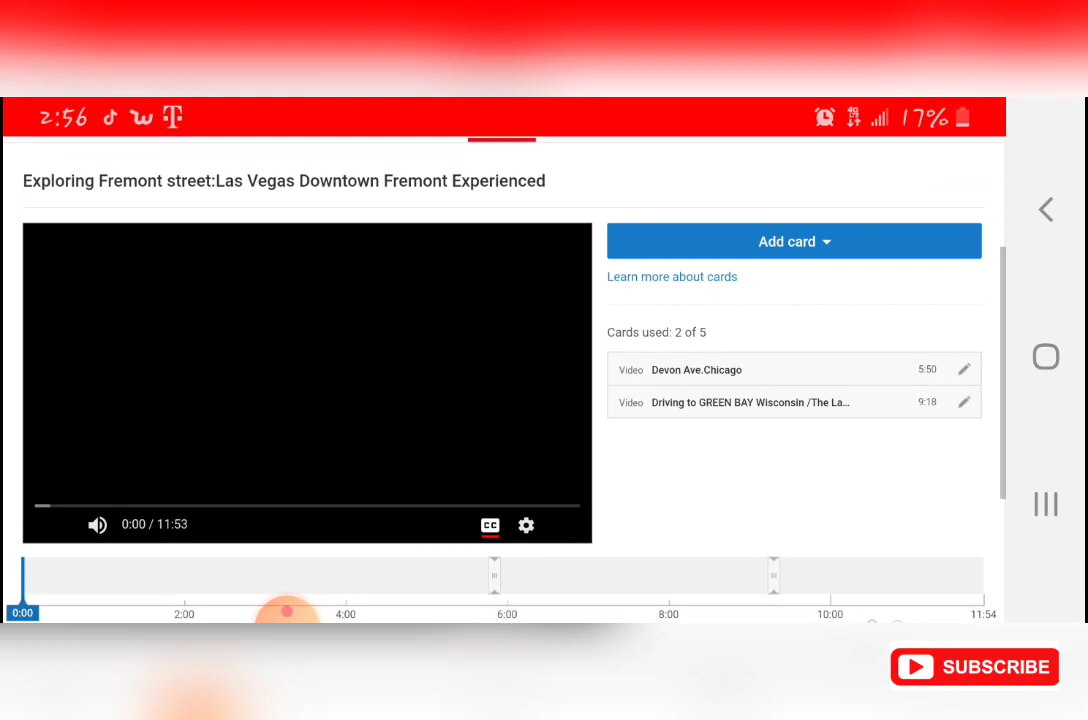 2:56 17%
Exploring Fremont street:Las Vegas Downtown Fremont Experienced
Add card
Learn more about cards
Cards used: 2 of 5
Video Devon Ave.Chicago 5:50
Video Driving to GREEN BAY Wisconsin /The La... 9:18
0:00 / 11:53
CC
0:00 2:00 4:00 6:00 8:00 10:00 11:54
SUBSCRIBE